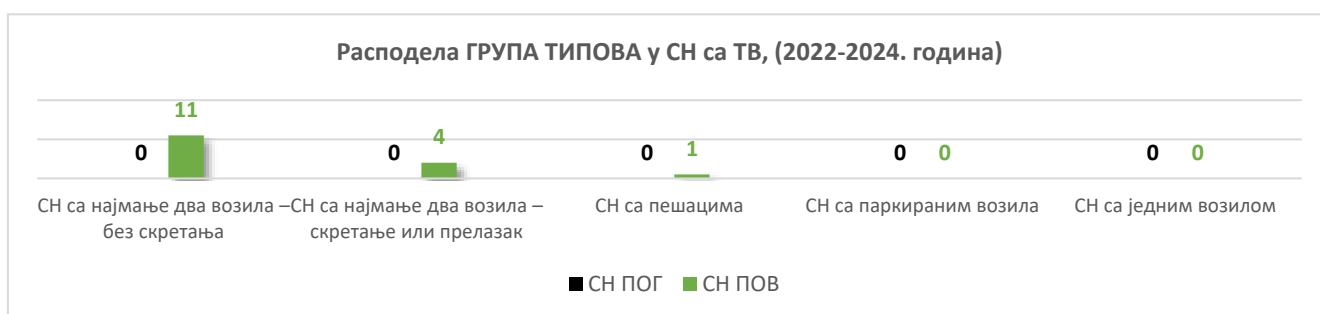 Расподела ГРУПА ТИПОВА у СН са ТВ, (2022-2024. година)
0 11
0 4
0 1
0 0
0 0
СН са најмање два возила – без скретања
СН са најмање два возила – скретање или прелазак
СН са пешацима
СН са паркираним возила
СН са једним возилом
СН ПОГ
СН ПОВ